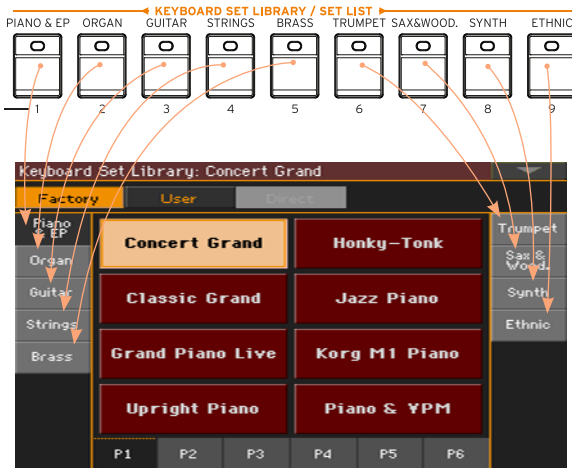 KEYBOARD SET LIBRARY / SET LIST
PIANO & EP ORGAN GUITAR STRINGS BRASS TRUMPET SAX&WOOD. SYNTH ETHNIC
1 2 3 4 5 6 7 8 9
Keyboard Set Library: Concert Grand
Factory User Direct
Piano & EP
Organ
Guitar
Strings
Brass
Concert Grand Honky-Tonk
Classic Grand Jazz Piano
Grand Piano Live Korg M1 Piano
Upright Piano Piano & YPM
Trumpet
Sax & Wood.
Synth
Ethnic
P1 P2 P3 P4 P5 P6